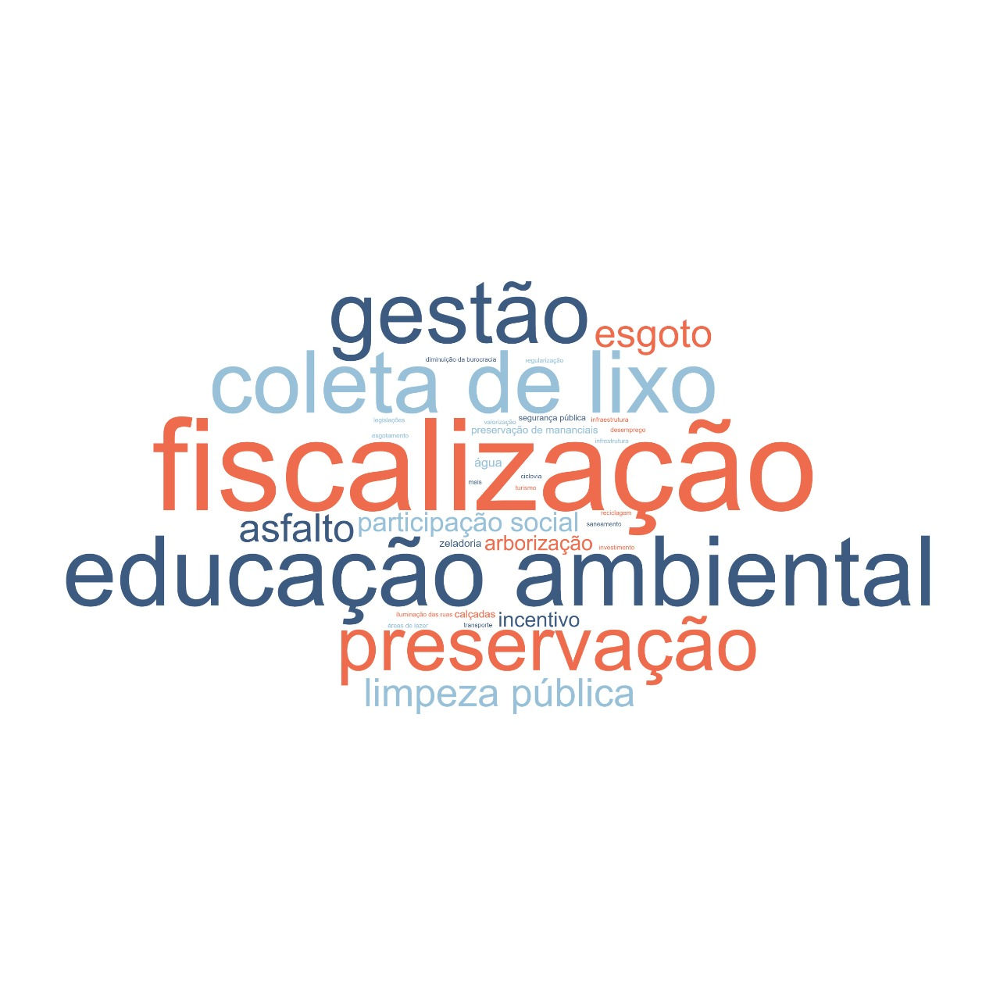 gestão
esgoto
diminuição da burocracia
regularização
coleta de lixo
legislações
valorização
segurança pública
infraestrutura
preservação de mananciais
desemprego
esgotamento
infrestrutura
fiscalização
água
mais
ciclovia
turismo
reciclagem
asfalto
participação social
saneamento
zeladoria
arborização
investimento
educação ambiental
iluminação das ruas
calçadas
incentivo
áreas de lazer
transporte
preservação
limpeza pública